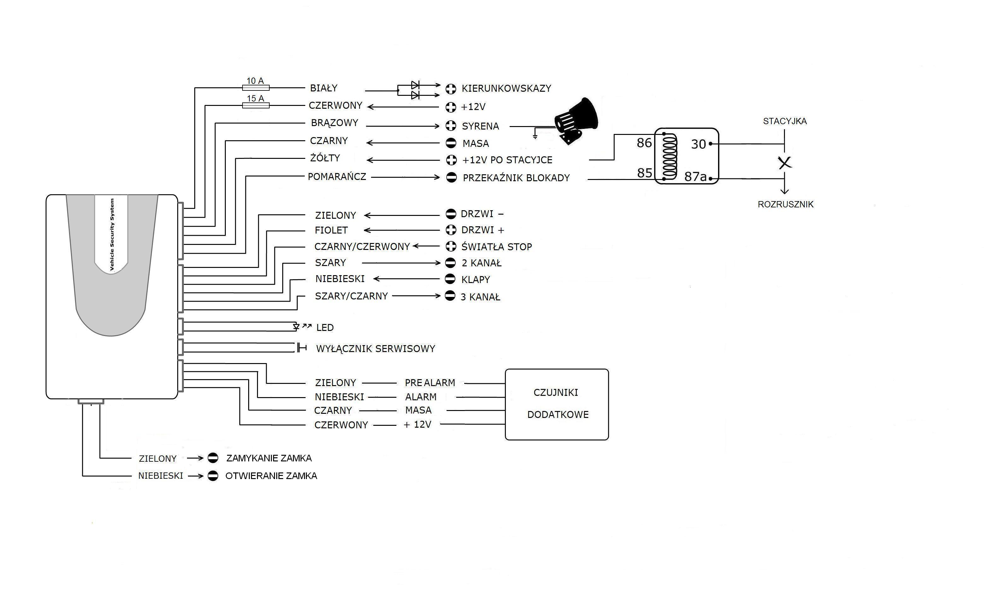 10 A
BIAŁY
KIERUNKOWSKAZY
15 A
CZERWONY
+12V
BRĄZOWY
SYRENA
CZARNY
MASA
ŻÓŁTY
+12V PO STACYJCE
POMARAŃCZ
PRZEKAŹNIK BLOKADY
86
30
85
87a
STACYJKA
X
ROZRUSZNIK
Vehicle Security System
ZIELONY
DRZWI –
FIOLET
DRZWI +
CZARNY/CZERWONY
ŚWIATŁA STOP
SZARY
2 KANAŁ
NIEBIESKI
KLAPY
SZARY/CZARNY
3 KANAŁ
LED
WYŁĄCZNIK SERWISOWY
ZIELONY
PRE ALARM
NIEBIESKI
ALARM
CZARNY
MASA
CZERWONY
+ 12V
CZUJNIKI
DODATKOWE
ZIELONY
ZAMYKANIE ZAMKA
NIEBIESKI
OTWIERANIE ZAMKA